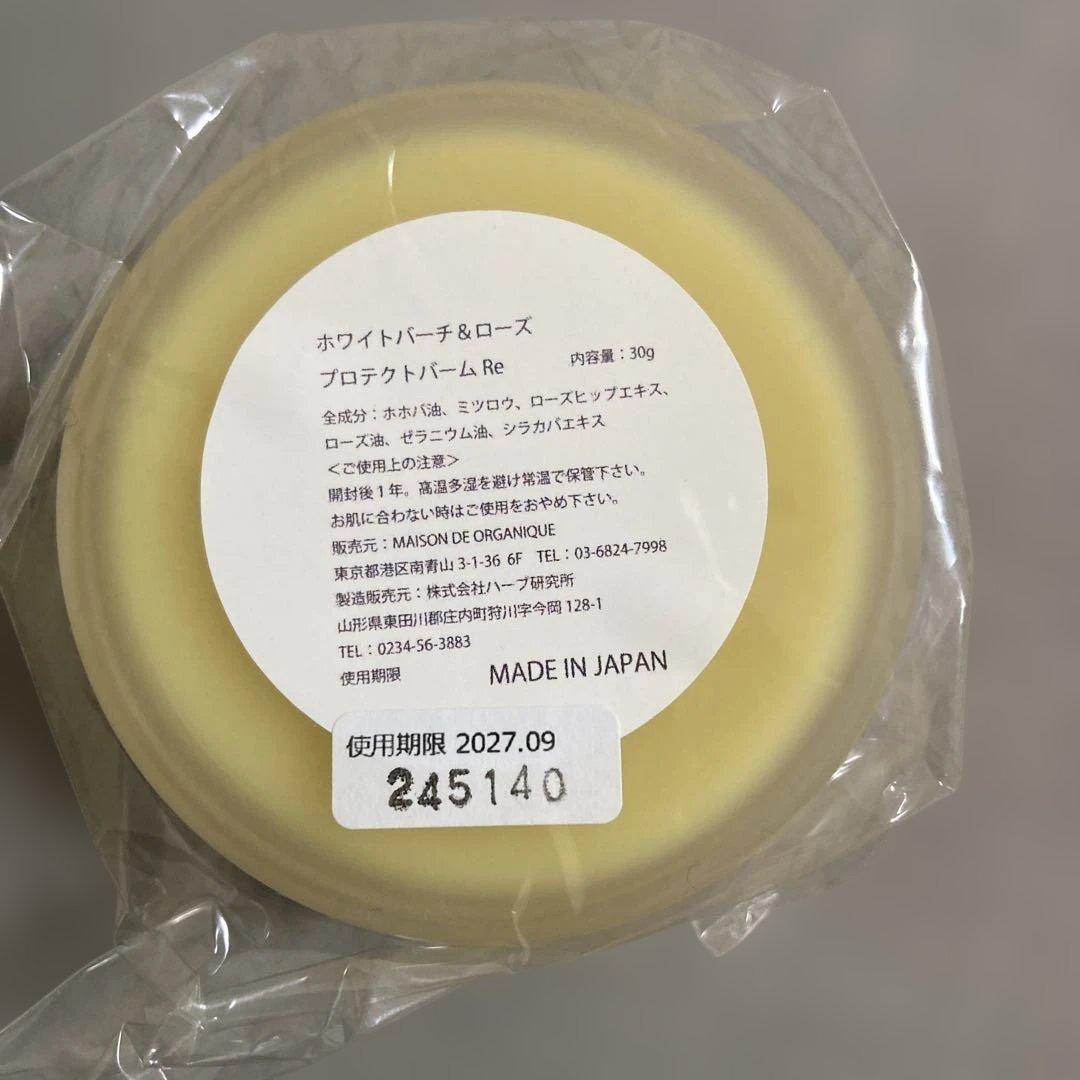 ホワイトバーチ＆ローズ
プロテクトバーム Re 内容量：30g
全成分：ホホバ油、ミツロウ、ローズヒップエキス、
ローズ油、ゼラニウム油、シラカバエキス
＜ご使用上の注意＞
開封後１年。高温多湿を避け常温で保管下さい。
お肌に合わない時はご使用をおやめ下さい。
販売元：MAISON DE ORGANIQUE
東京都港区南青山 3-1-36 6F TEL：03-6824-7998
製造販売元：株式会社ハーブ研究所
山形県東田川郡庄内町狩川字今岡 128-1
TEL：0234-56-3883
使用期限 MADE IN JAPAN
使用期限 2027.09
245140